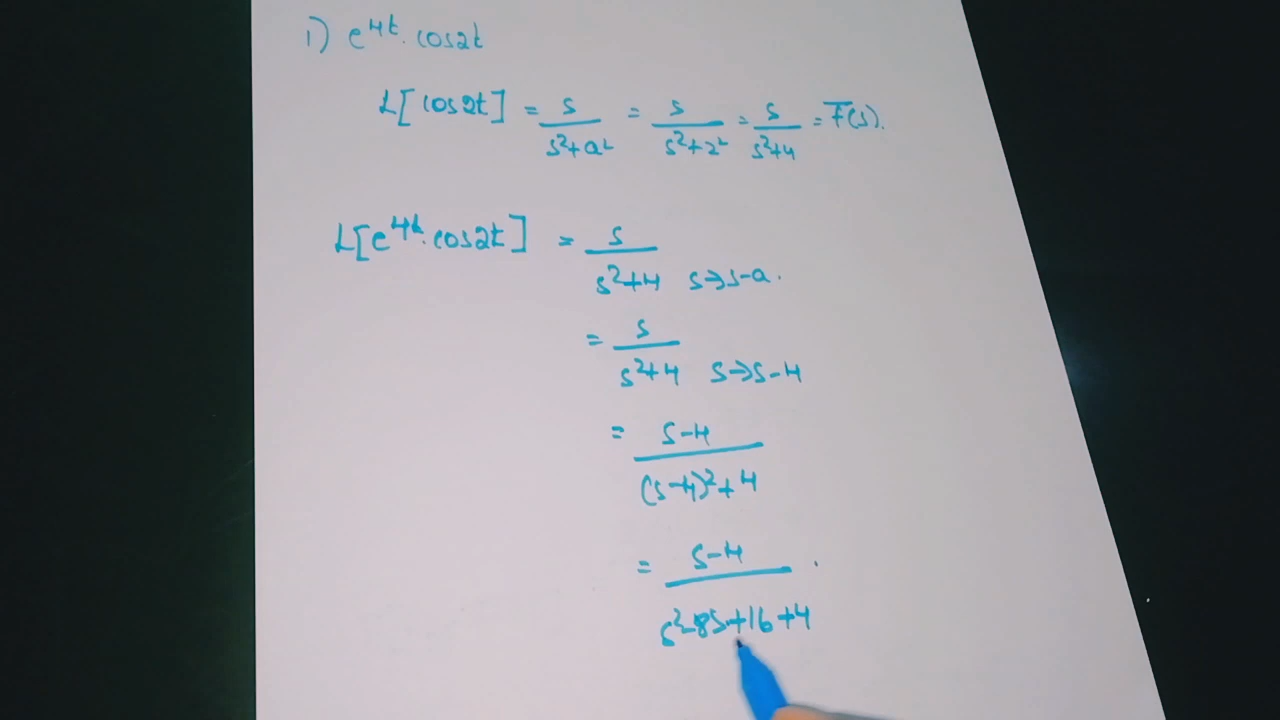 1) e^4t. cos2t
L[cos2t] = s/(s²+a²) = s/(s²+2²) = s/(s²+4) = F̅(s).
L[e^4t. cos2t] = s/(s²+4) s→s-a.
= s/(s²+4) s→s-4
= (s-4)/((s-4)²+4)
= (s-4)/(s²-8s+16+4) .